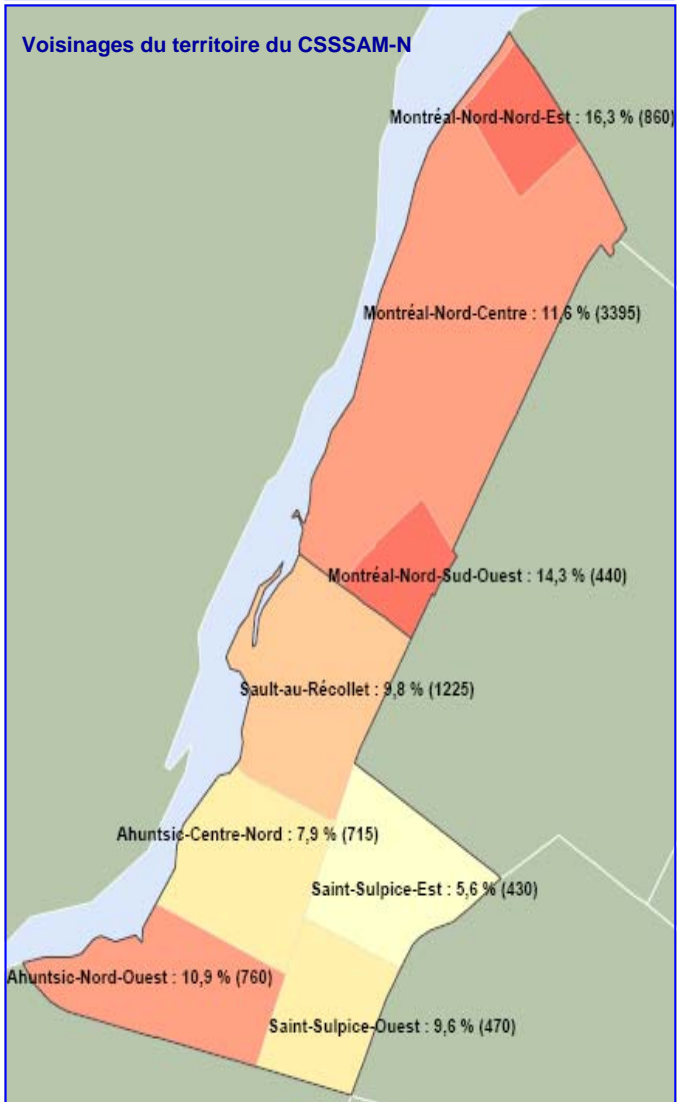 Voisinages du territoire du CSSSAM-N
Montréal-Nord-Nord-Est : 16,3 % (860)
Montréal-Nord-Centre : 11,6 % (3395)
Montréal-Nord-Sud-Ouest : 14,3 % (440)
Sault-au-Récollet : 9,8 % (1225)
Ahuntsic-Centre-Nord : 7,9 % (715)
Saint-Sulpice-Est : 5,6 % (430)
Ahuntsic-Nord-Ouest : 10,9 % (760)
Saint-Sulpice-Ouest : 9,6 % (470)